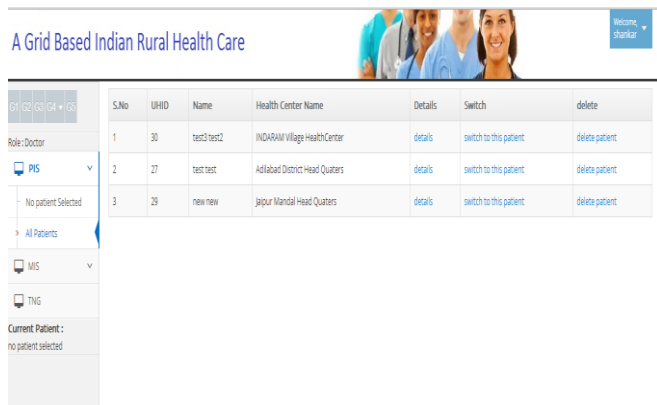 A Grid Based Indian Rural Health Care
Welcome,
shankar
G1 G2 G3 G4 G5
Role :Doctor
PIS
No patient Selected
All Patients
MIS
TNG
Current Patient :
no patient selected
S.No UHID Name Health Center Name Details Switch delete
1 30 test3 test2 INDARAM Village HealthCenter details switch to this patient delete patient
2 27 test test Adilabad District Head Quaters details switch to this patient delete patient
3 29 new new Jaipur Mandal Head Quaters details switch to this patient delete patient